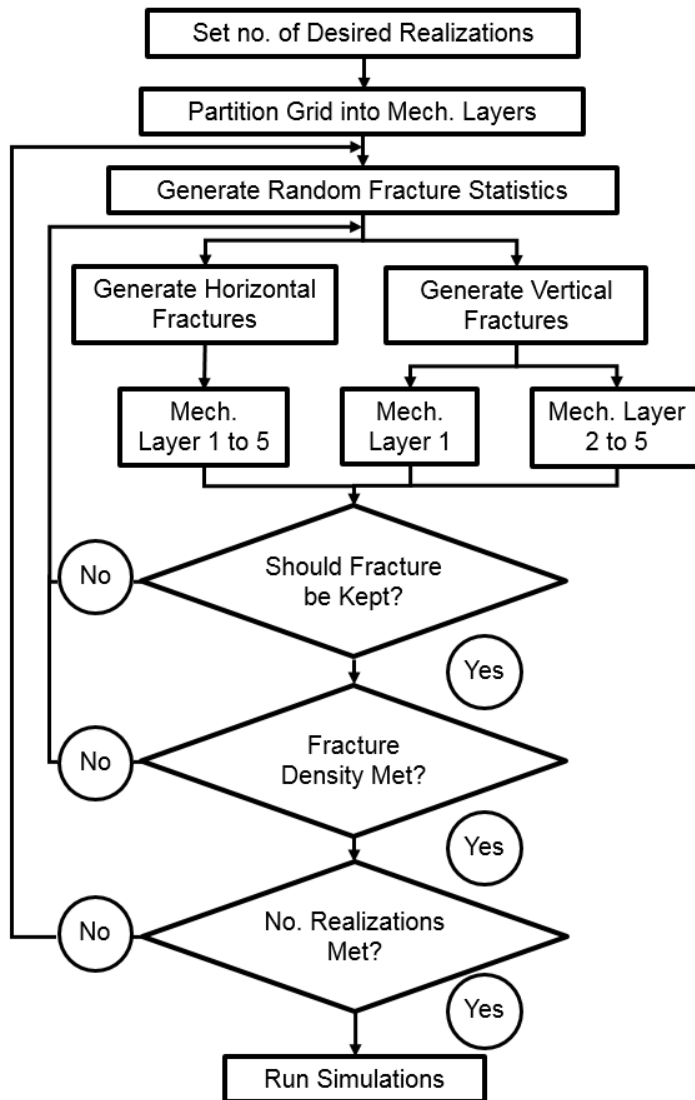 Set no. of Desired Realizations
Partition Grid into Mech. Layers
Generate Random Fracture Statistics
Generate Horizontal
Fractures
Generate Vertical
Fractures
Mech.
Layer 1 to 5
Mech.
Layer 1
Mech. Layer
2 to 5
Should Fracture
be Kept?
No
Yes
Fracture
Density Met?
No
Yes
No. Realizations
Met?
No
Yes
Run Simulations